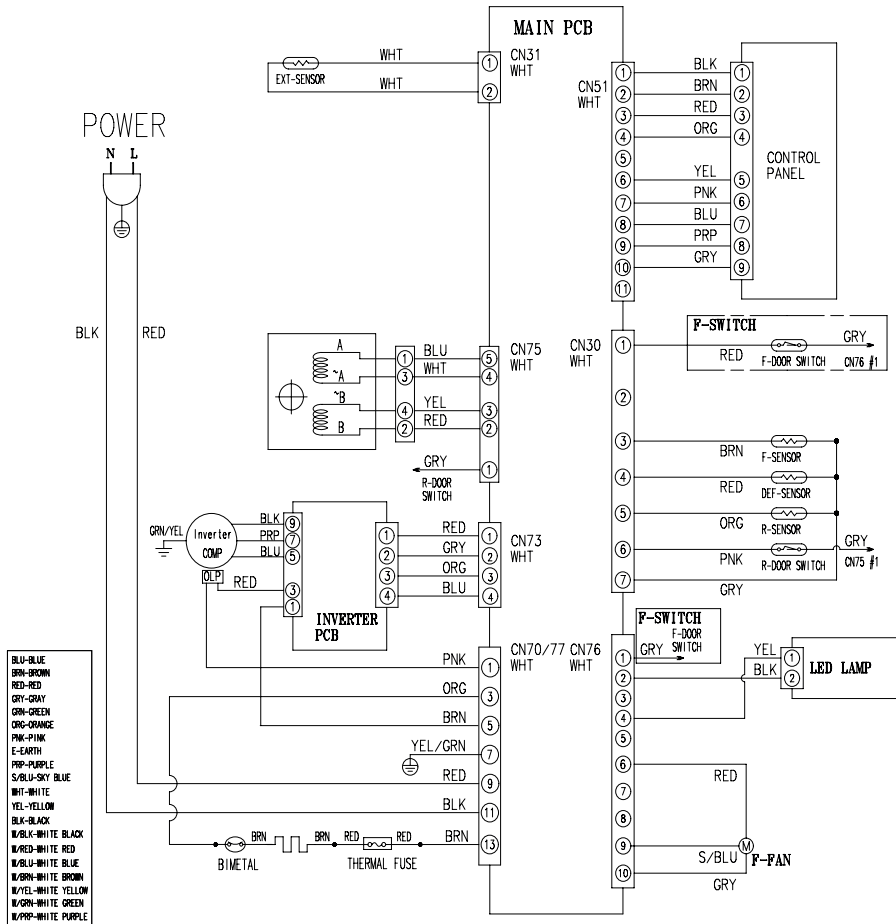 MAIN PCB
EXT-SENSOR
WHT
WHT
1
2
CN31
WHT
CN51
WHT
1
2
3
4
5
6
7
8
9
10
11
BLK
BRN
RED
ORG
YEL
PNK
BLU
PRP
GRY
1
2
3
4
5
6
7
8
9
CONTROL
PANEL
POWER
N L
BLK
RED
A
~A
~B
B
1
3
4
2
BLU
WHT
YEL
RED
5
4
3
2
1
CN75
WHT
GRY
R-DOOR
SWITCH
CN30
WHT
1
2
3
4
5
6
7
F-SWITCH
RED
F-DOOR SWITCH
GRY
CN76 #1
BRN
F-SENSOR
RED
DEF-SENSOR
ORG
R-SENSOR
PNK
R-DOOR SWITCH
GRY
CN75 #1
GRY
GRN/YEL
Inverter
COMP
OLP
BLK
PRP
BLU
RED
9
7
5
3
1
INVERTER
PCB
1
2
3
4
RED
GRY
ORG
BLU
1
2
3
4
CN73
WHT
CN70/77
WHT
PNK
ORG
BRN
YEL/GRN
RED
BLK
BRN
1
3
5
7
9
11
13
BRN
BIMETAL
BRN
RED
RED
THERMAL FUSE
CN76
WHT
1
2
3
4
5
6
7
8
9
10
F-SWITCH
F-DOOR
SWITCH
GRY
YEL
BLK
1
2
LED LAMP
RED
S/BLU
GRY
M
F-FAN
BLU-BLUE
BRN-BROWN
RED-RED
GRY-GRAY
GRN-GREEN
ORG-ORANGE
PNK-PINK
E-EARTH
PRP-PURPLE
S/BLU-SKY BLUE
WHT-WHITE
YEL-YELLOW
BLK-BLACK
W/BLK-WHITE BLACK
W/RED-WHITE RED
W/BLU-WHITE BLUE
W/BRN-WHITE BROWN
W/YEL-WHITE YELLOW
W/GRN-WHITE GREEN
W/PRP-WHITE PURPLE